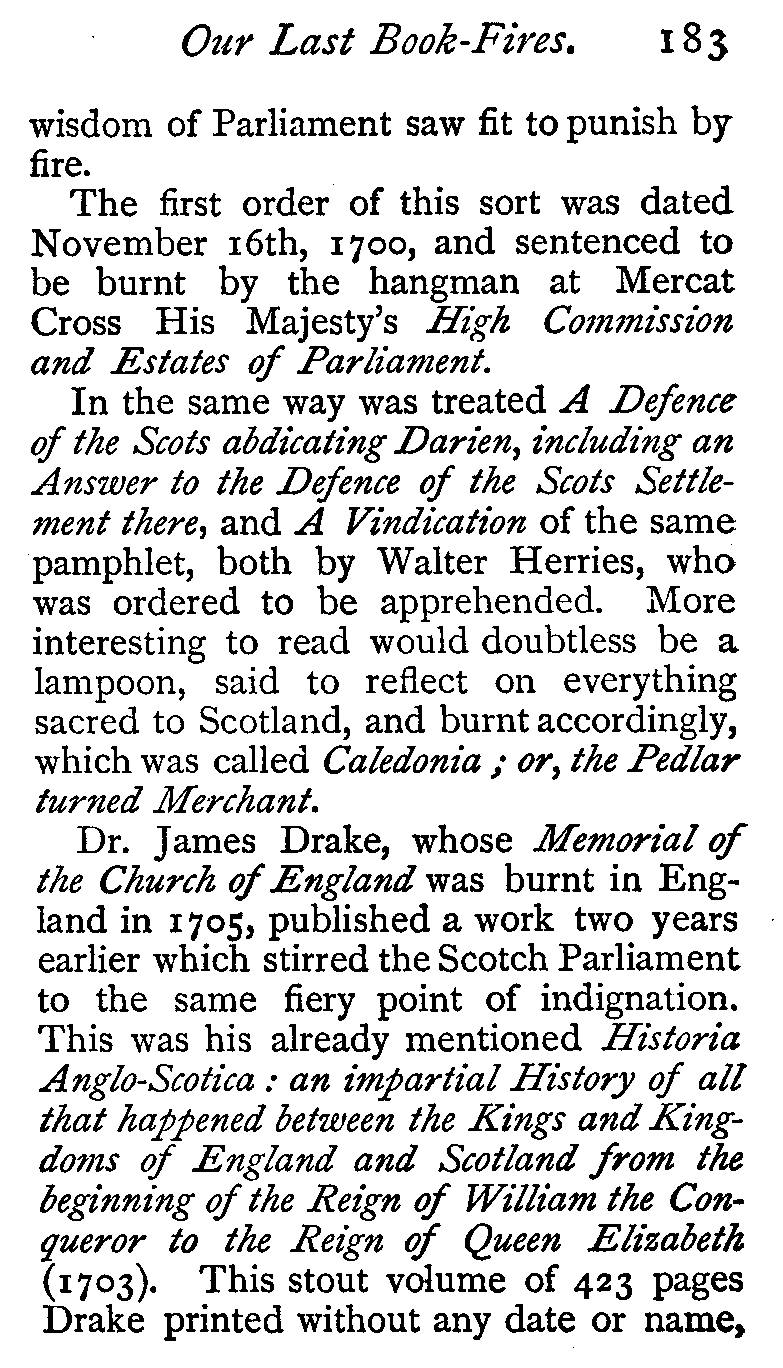 Our Last Book-Fires. 183
wisdom of Parliament saw fit to punish by
fire.
The first order of this sort was dated
November 16th, 1700, and sentenced to
be burnt by the hangman at Mercat
Cross His Majesty's High Commission
and Estates of Parliament.
In the same way was treated A Defence
of the Scots abdicating Darien, including an
Answer to the Defence of the Scots Settle-
ment there, and A Vindication of the same
pamphlet, both by Walter Herries, who
was ordered to be apprehended. More
interesting to read would doubtless be a
lampoon, said to reflect on everything
sacred to Scotland, and burnt accordingly,
which was called Caledonia ; or, the Pedlar
turned Merchant.
Dr. James Drake, whose Memorial of
the Church of England was burnt in Eng-
land in 1705, published a work two years
earlier which stirred the Scotch Parliament
to the same fiery point of indignation.
This was his already mentioned Historia
Anglo-Scotica : an impartial History of all
that happened between the Kings and King-
doms of England and Scotland from the
beginning of the Reign of William the Con-
queror to the Reign of Queen Elizabeth
(1703). This stout volume of 423 pages
Drake printed without any date or name,